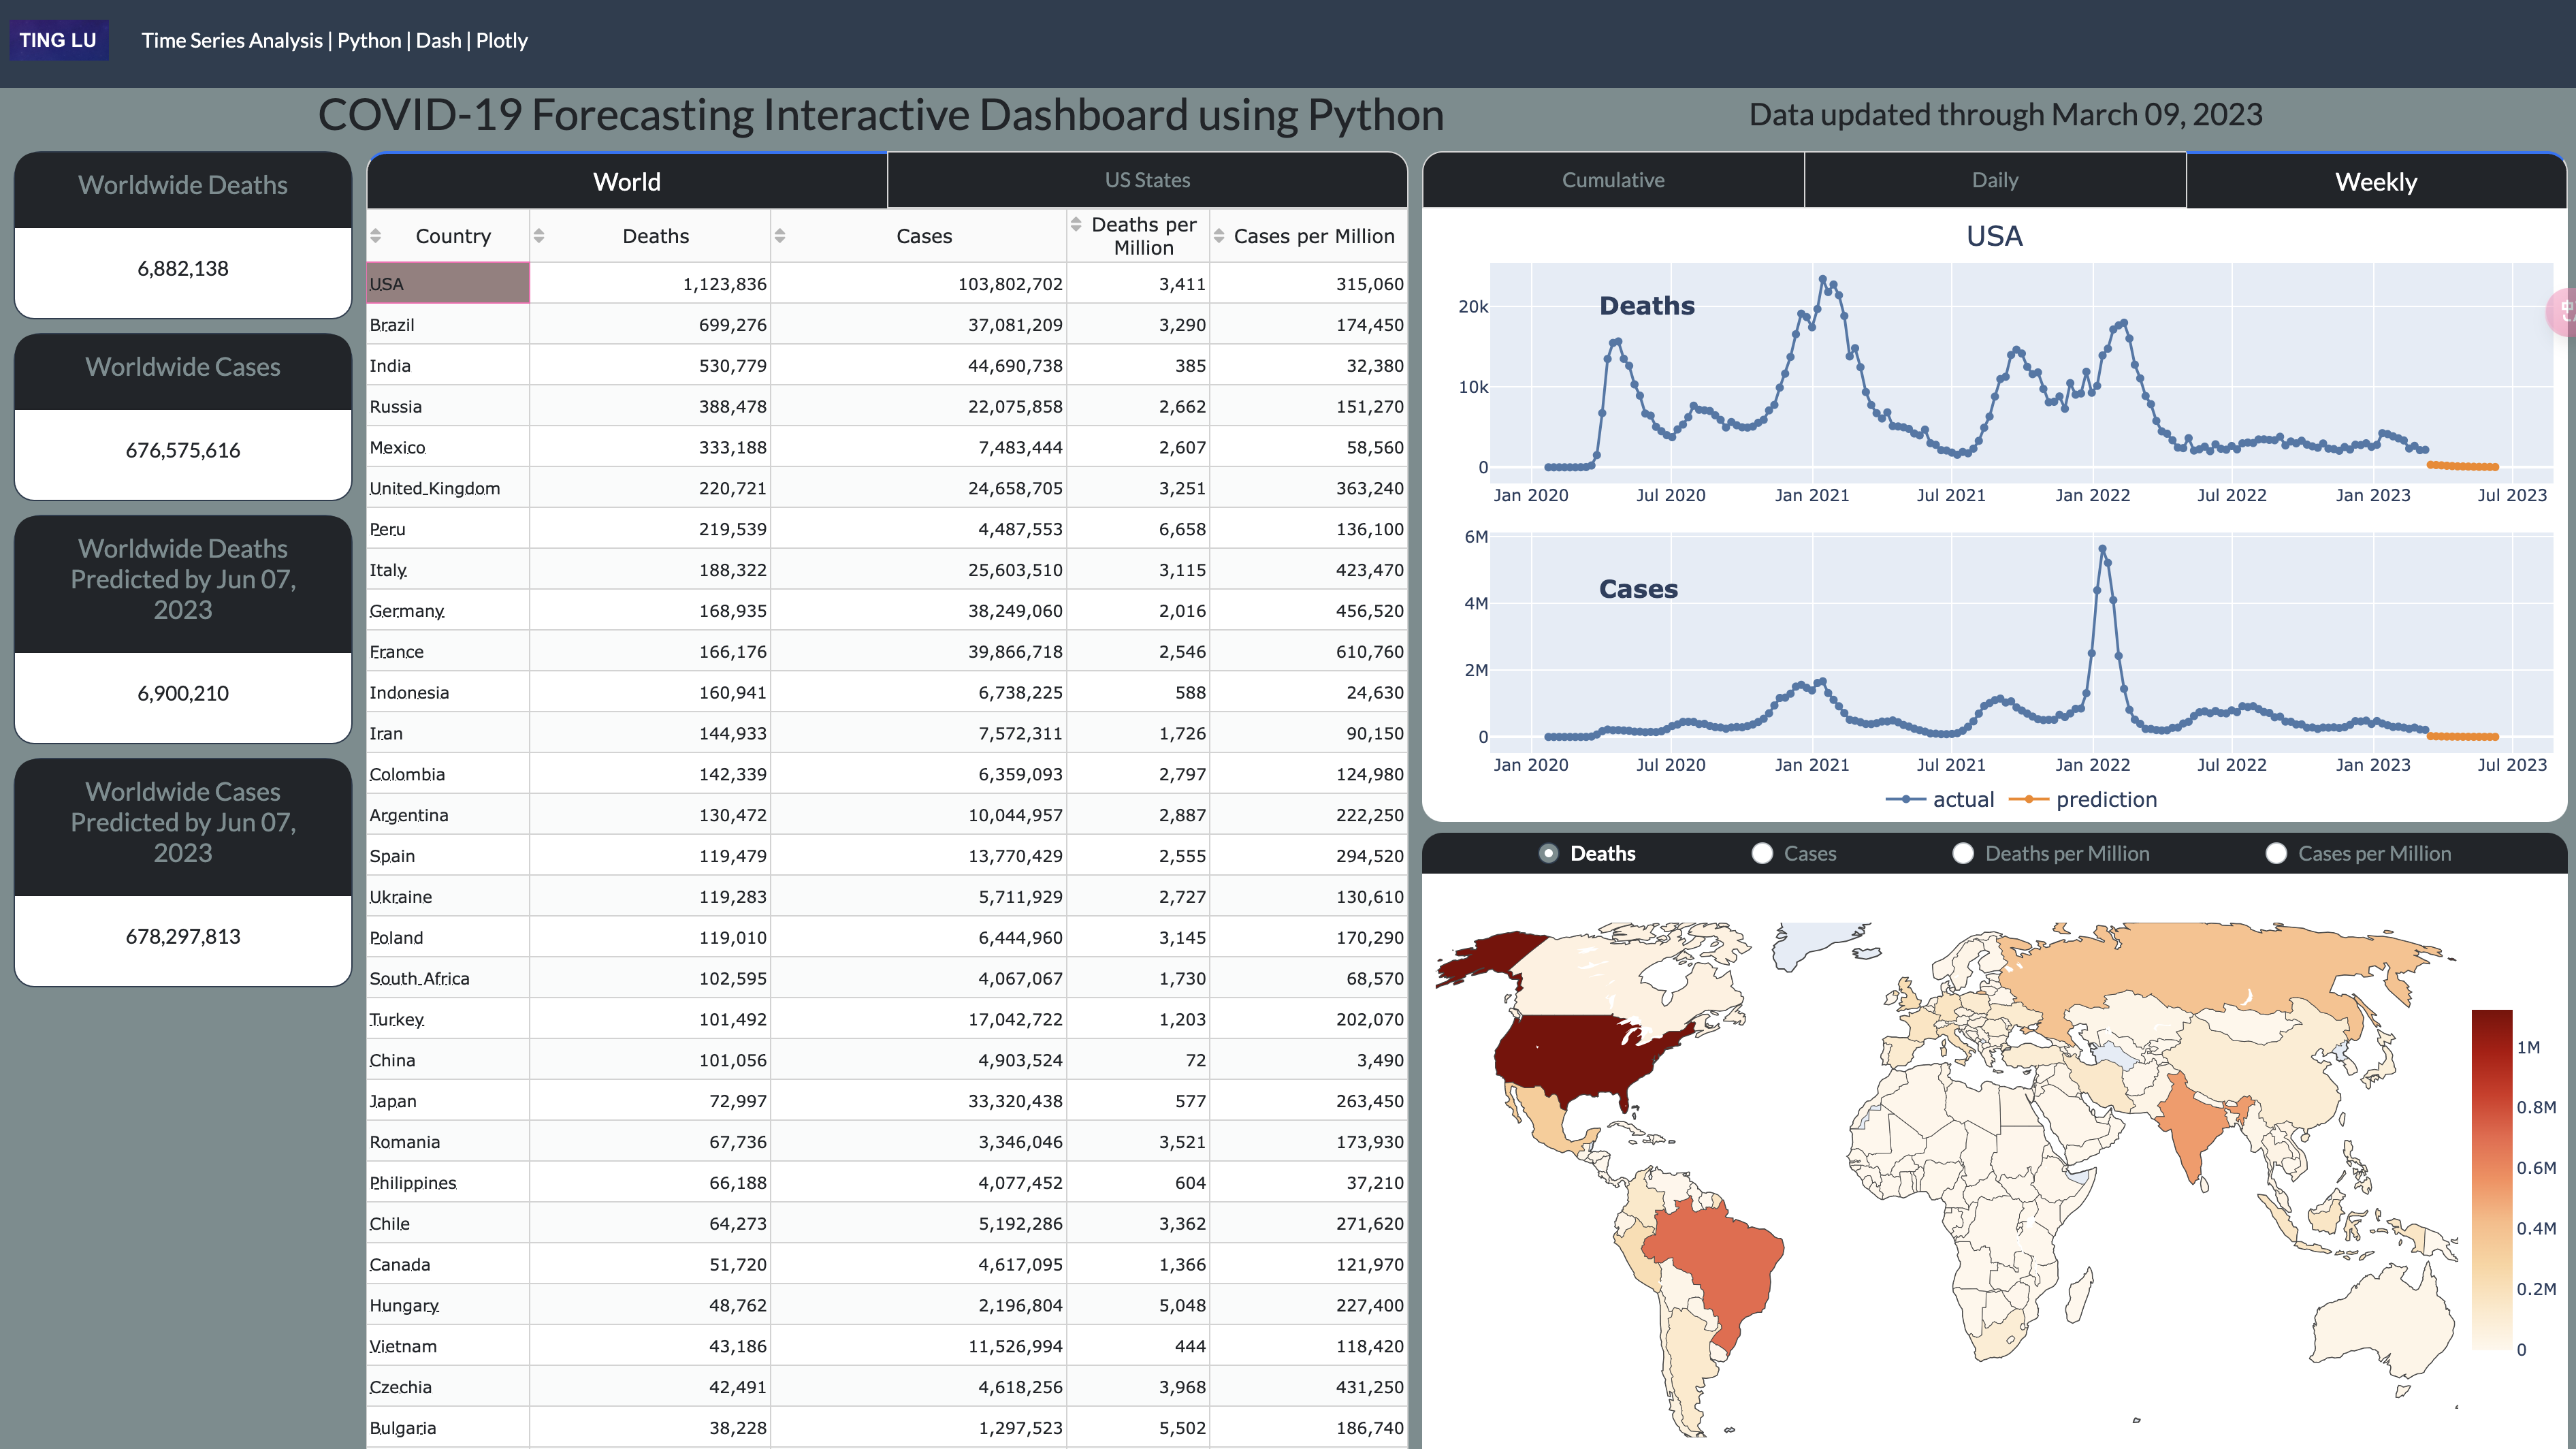 TING LU
Time Series Analysis | Python | Dash | Plotly
COVID-19 Forecasting Interactive Dashboard using Python
Data updated through March 09, 2023
Worldwide Deaths
6,882,138
Worldwide Cases
676,575,616
Worldwide Deaths
Predicted by Jun 07,
2023
6,900,210
Worldwide Cases
Predicted by Jun 07,
2023
678,297,813
World
US States
Country Deaths Cases Deaths per Million Cases per Million
USA 1,123,836 103,802,702 3,411 315,060
Brazil 699,276 37,081,209 3,290 174,450
India 530,779 44,690,738 385 32,380
Russia 388,478 22,075,858 2,662 151,270
Mexico 333,188 7,483,444 2,607 58,560
United Kingdom 220,721 24,658,705 3,251 363,240
Peru 219,539 4,487,553 6,658 136,100
Italy 188,322 25,603,510 3,115 423,470
Germany 168,935 38,249,060 2,016 456,520
France 166,176 39,866,718 2,546 610,760
Indonesia 160,941 6,738,225 588 24,630
Iran 144,933 7,572,311 1,726 90,150
Colombia 142,339 6,359,093 2,797 124,980
Argentina 130,472 10,044,957 2,887 222,250
Spain 119,479 13,770,429 2,555 294,520
Ukraine 119,283 5,711,929 2,727 130,610
Poland 119,010 6,444,960 3,145 170,290
South Africa 102,595 4,067,067 1,730 68,570
Turkey 101,492 17,042,722 1,203 202,070
China 101,056 4,903,524 72 3,490
Japan 72,997 33,320,438 577 263,450
Romania 67,736 3,346,046 3,521 173,930
Philippines 66,188 4,077,452 604 37,210
Chile 64,273 5,192,286 3,362 271,620
Canada 51,720 4,617,095 1,366 121,970
Hungary 48,762 2,196,804 5,048 227,400
Vietnam 43,186 11,526,994 444 118,420
Czechia 42,491 4,618,256 3,968 431,250
Bulgaria 38,228 1,297,523 5,502 186,740
Cumulative
Daily
Weekly
USA
Deaths
20k
10k
0
Jan 2020 Jul 2020 Jan 2021 Jul 2021 Jan 2022 Jul 2022 Jan 2023 Jul 2023
Cases
6M
4M
2M
0
Jan 2020 Jul 2020 Jan 2021 Jul 2021 Jan 2022 Jul 2022 Jan 2023 Jul 2023
actual prediction
Deaths Cases Deaths per Million Cases per Million
1M
0.8M
0.6M
0.4M
0.2M
0